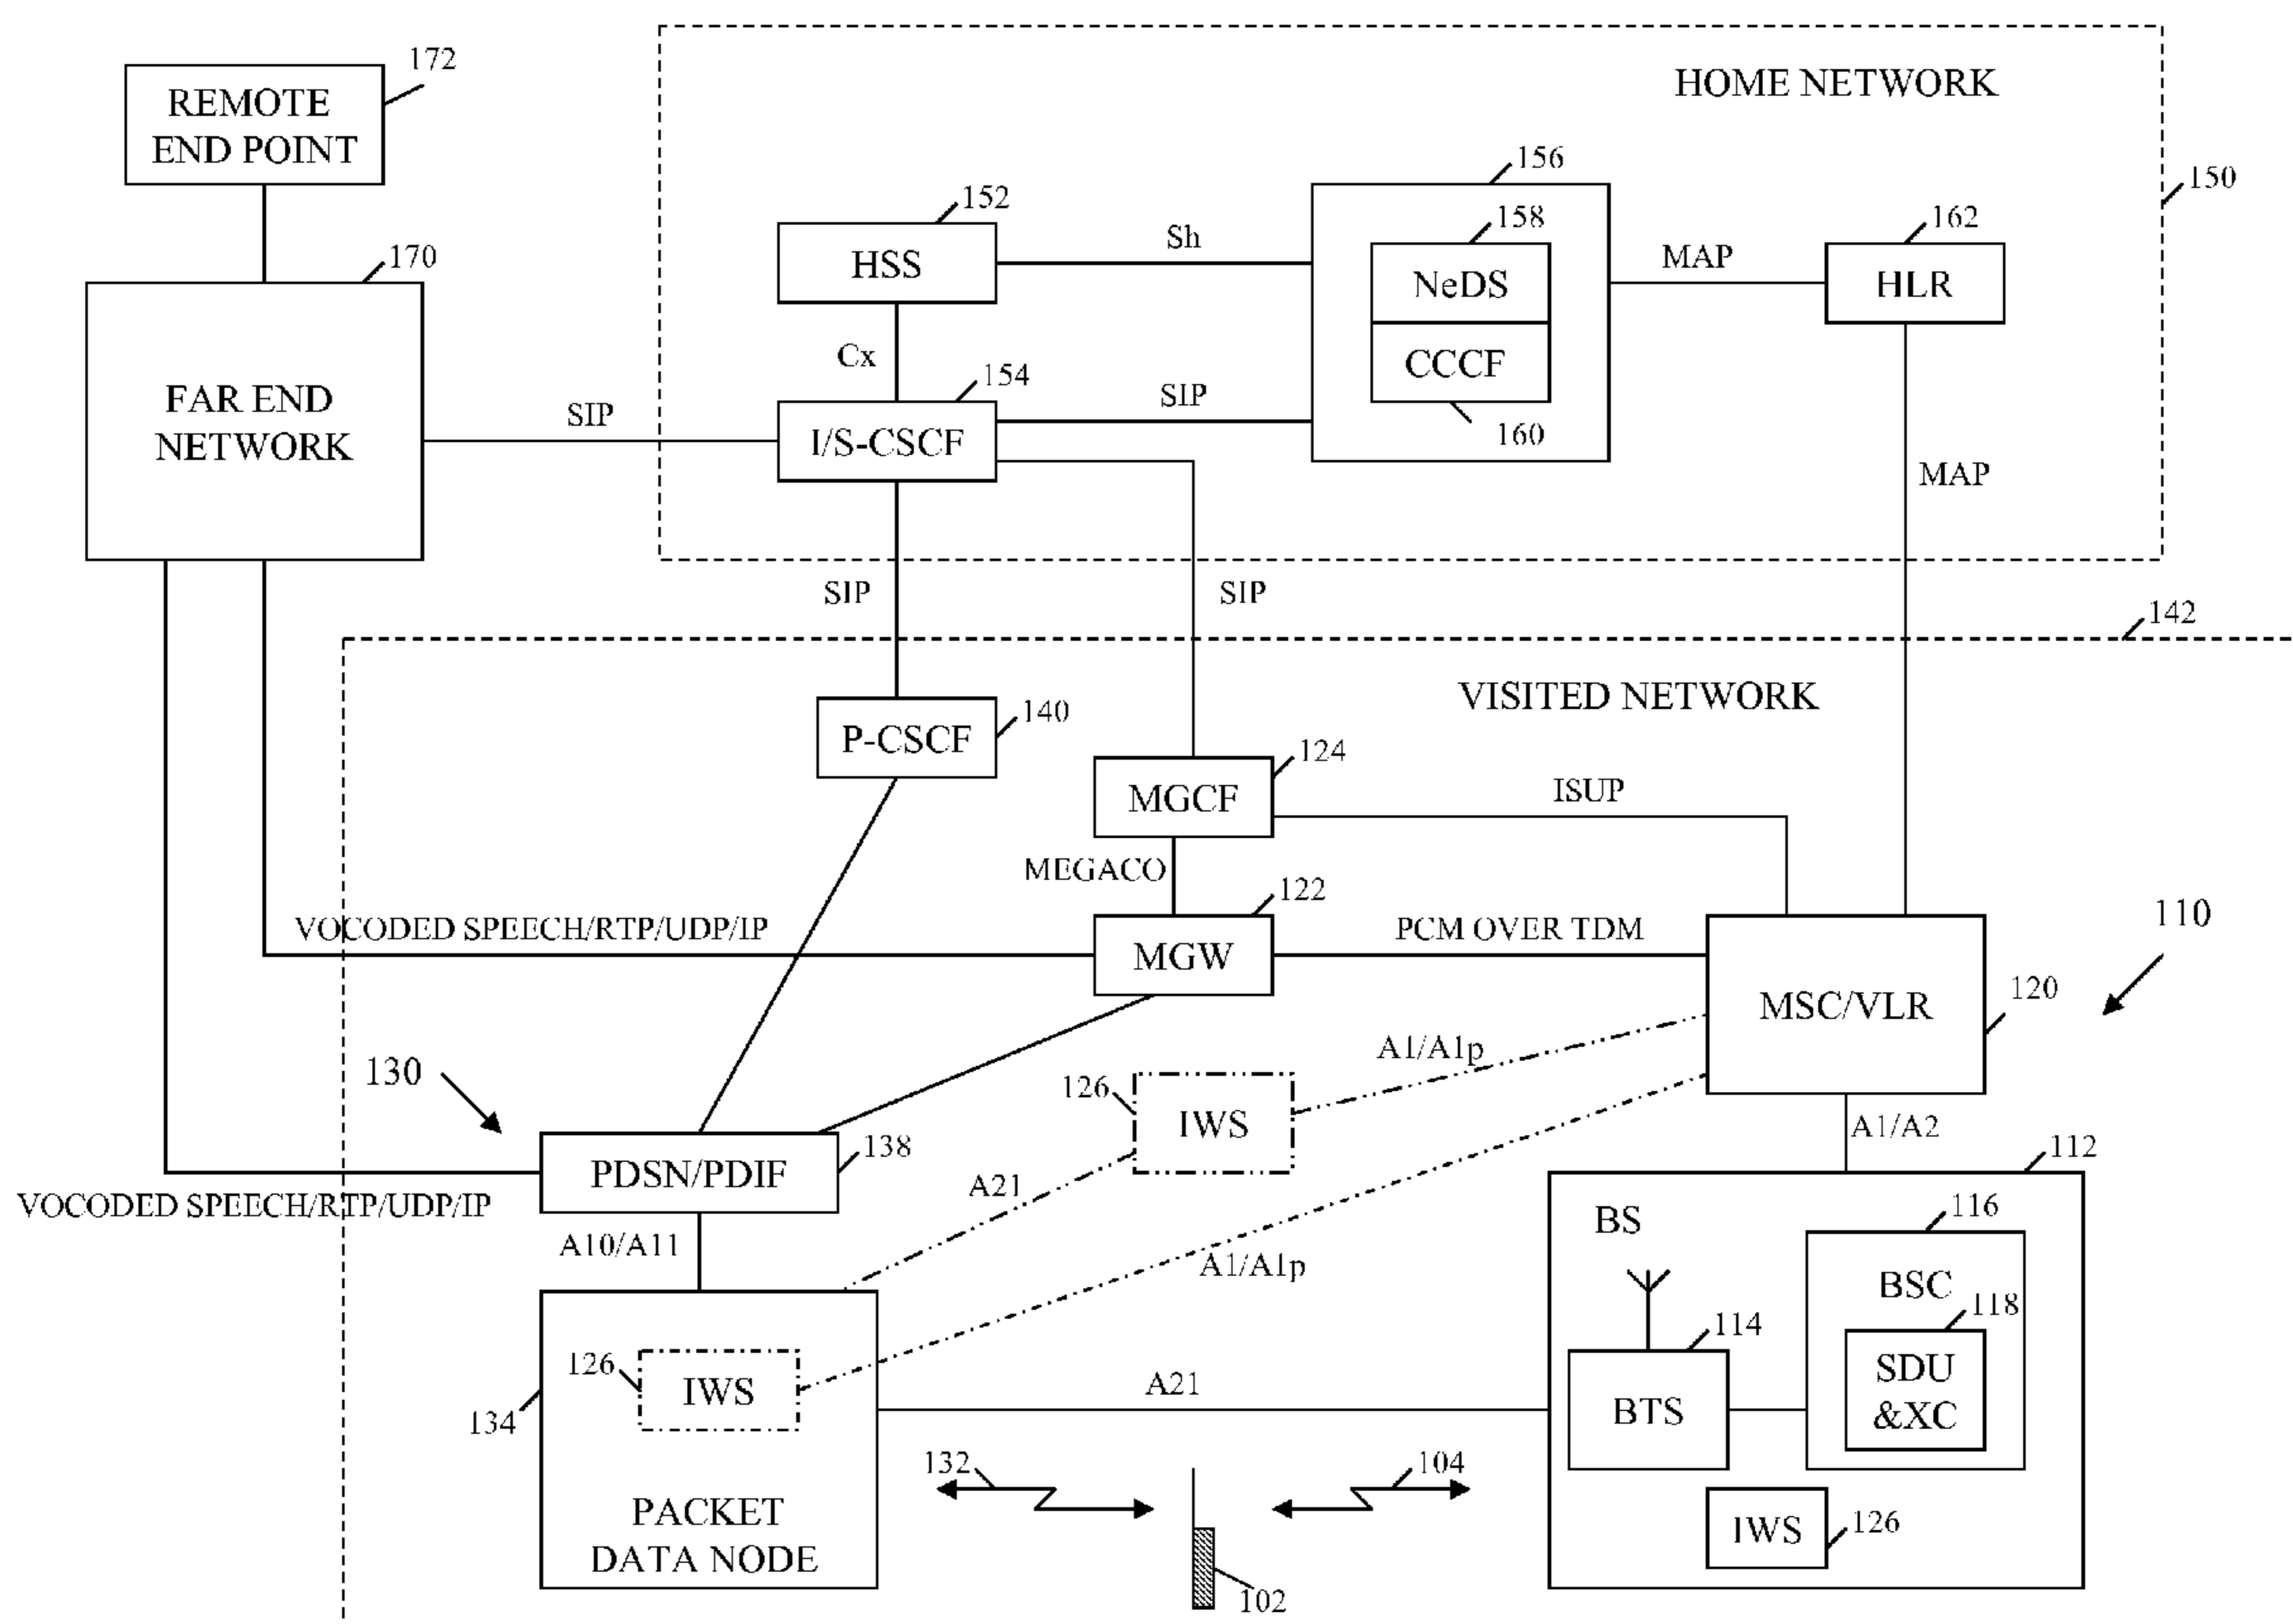 172
REMOTE
END POINT
HOME NETWORK
156
150
152
158
162
Sh
MAP
HSS
NeDS
HLR
170
Cx
CCCF
154
FAR END
NETWORK
SIP
SIP
I/S-CSCF
160
MAP
SIP
SIP
142
VISITED NETWORK
140
P-CSCF
124
MGCF
ISUP
MEGACO
122
110
VOCODED SPEECH/RTP/UDP/IP
PCM OVER TDM
MGW
120
MSC/VLR
A1/A1p
130
126
IWS
A1/A2
112
138
PDSN/PDIF
A21
VOCODED SPEECH/RTP/UDP/IP
116
BS
A10/A11
A1/A1p
BSC
118
114
126
IWS
SDU
&XC
A21
BTS
134
132
104
PACKET
DATA NODE
IWS
126
102